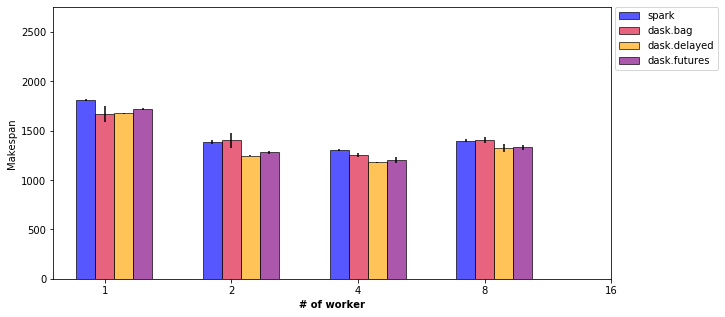 spark
dask.bag
dask.delayed
dask.futures
2500
2000
1500
1000
500
0
Makespan
1 2 4 8 16
# of worker